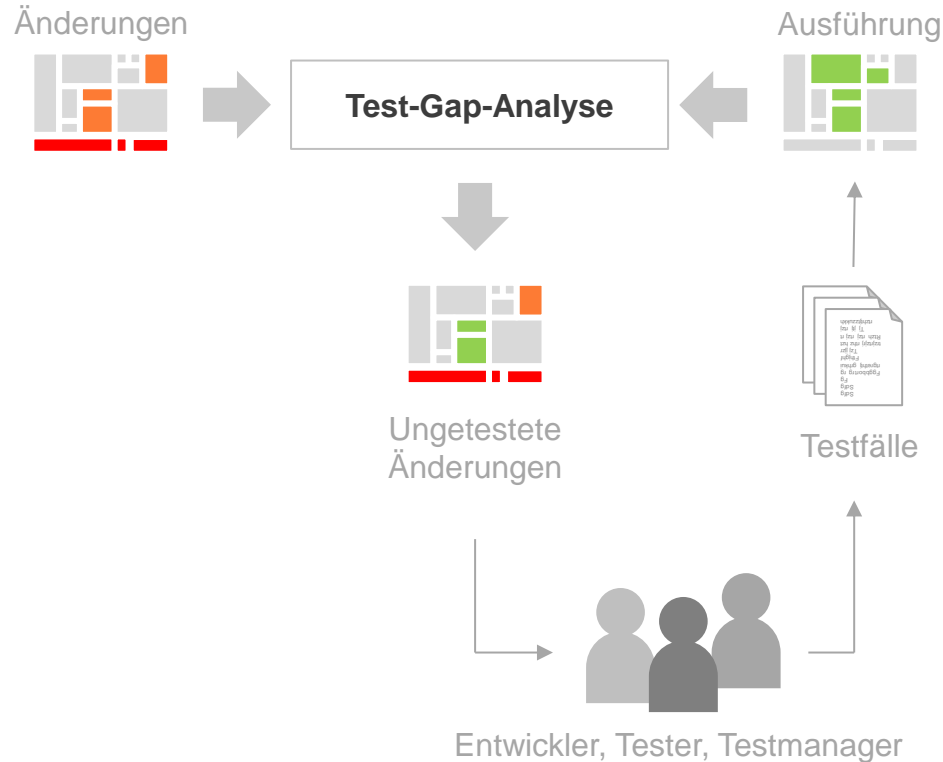 Änderungen
Ausführung
Test-Gap-Analyse
Ungetestete
Änderungen
Testfälle
Entwickler, Tester, Testmanager